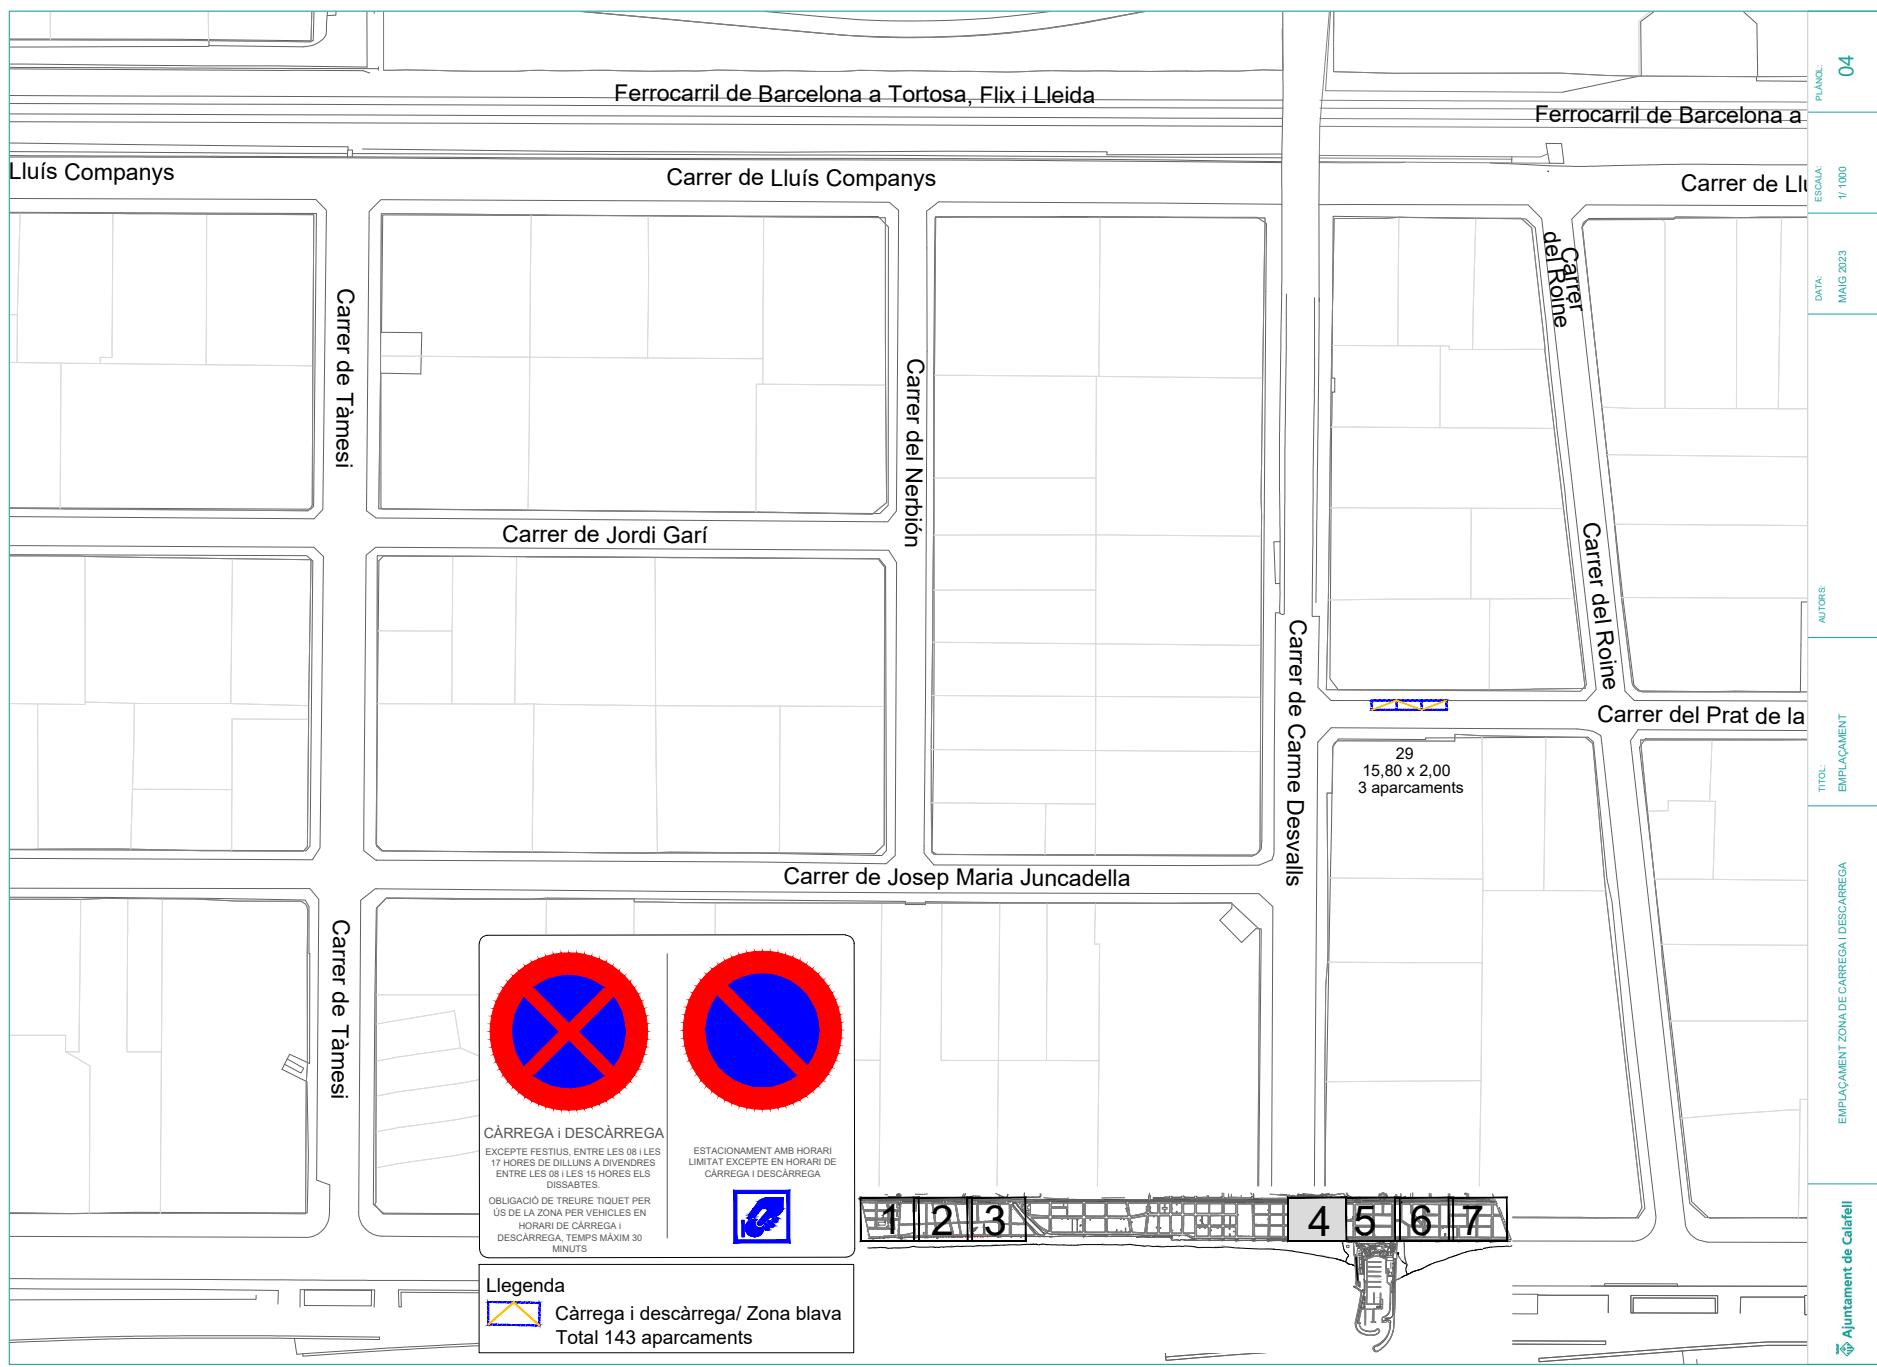 Ferrocarril de Barcelona a Tortosa, Flix i Lleida
Ferrocarril de Barcelona a
Lluís Companys
Carrer de Lluís Companys
Carrer de Llu
Carrer
del Roine
Carrer de Tàmesi
Carrer del Nerbión
Carrer de Jordi Garí
Carrer del Roine
Carrer de Carme Desvalls
Carrer del Prat de la
29
15,80 x 2,00
3 aparcaments
Carrer de Josep Maria Juncadella
Carrer de Tàmesi
CÀRREGA i DESCÀRREGA
EXCEPTE FESTIUS, ENTRE LES 08 i LES
17 HORES DE DILLUNS A DIVENDRES
ENTRE LES 08 i LES 15 HORES ELS
DISSABTES.
OBLIGACIÓ DE TREURE TIQUET PER
ÚS DE LA ZONA PER VEHICLES EN
HORARI DE CÀRREGA i
DESCÀRREGA, TEMPS MÀXIM 30
MINUTS
ESTACIONAMENT AMB HORARI
LIMITAT EXCEPTE EN HORARI DE
CÀRREGA I DESCÀRREGA
1 2 3 4 5 6 7
Llegenda
Càrrega i descàrrega/ Zona blava
Total 143 aparcaments
PLÀNOL:
04
ESCALA:
1/ 1000
DATA:
MAIG 2023
AUTORS:
TITOL:
EMPLAÇAMENT
EMPLAÇAMENT ZONA DE CARREGA I DESCARREGA
Ajuntament de Calafell